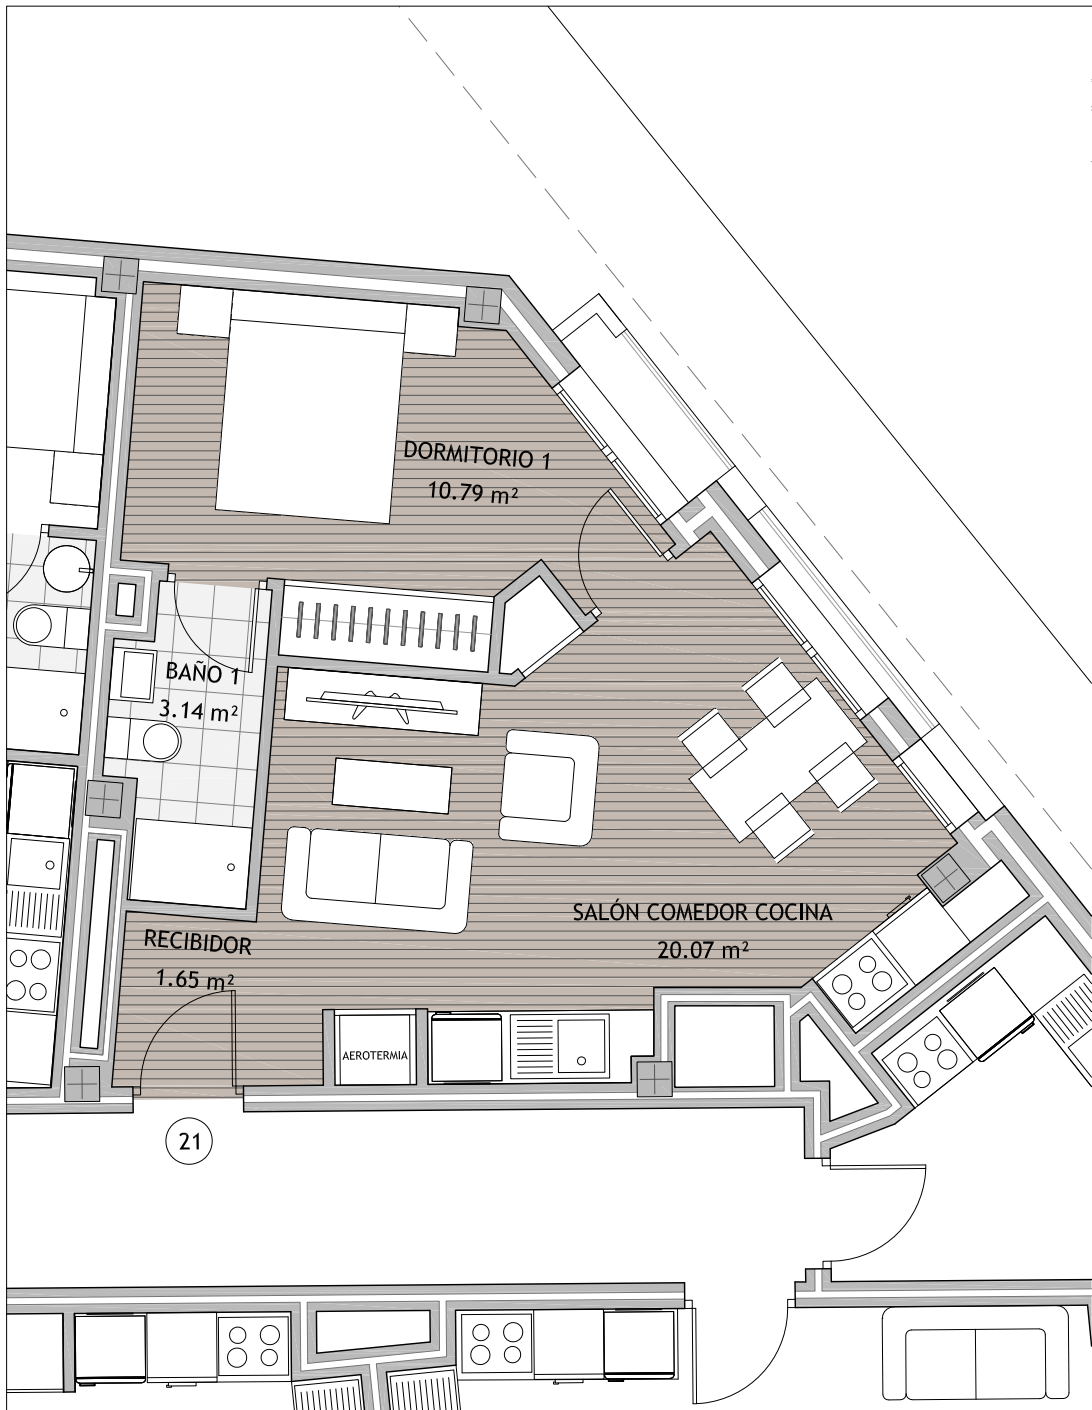 DORMITORIO 1
10.79 m²
BAÑO 1
3.14 m²
SALÓN COMEDOR COCINA
20.07 m²
RECIBIDOR
1.65 m²
AEROTERMIA
21